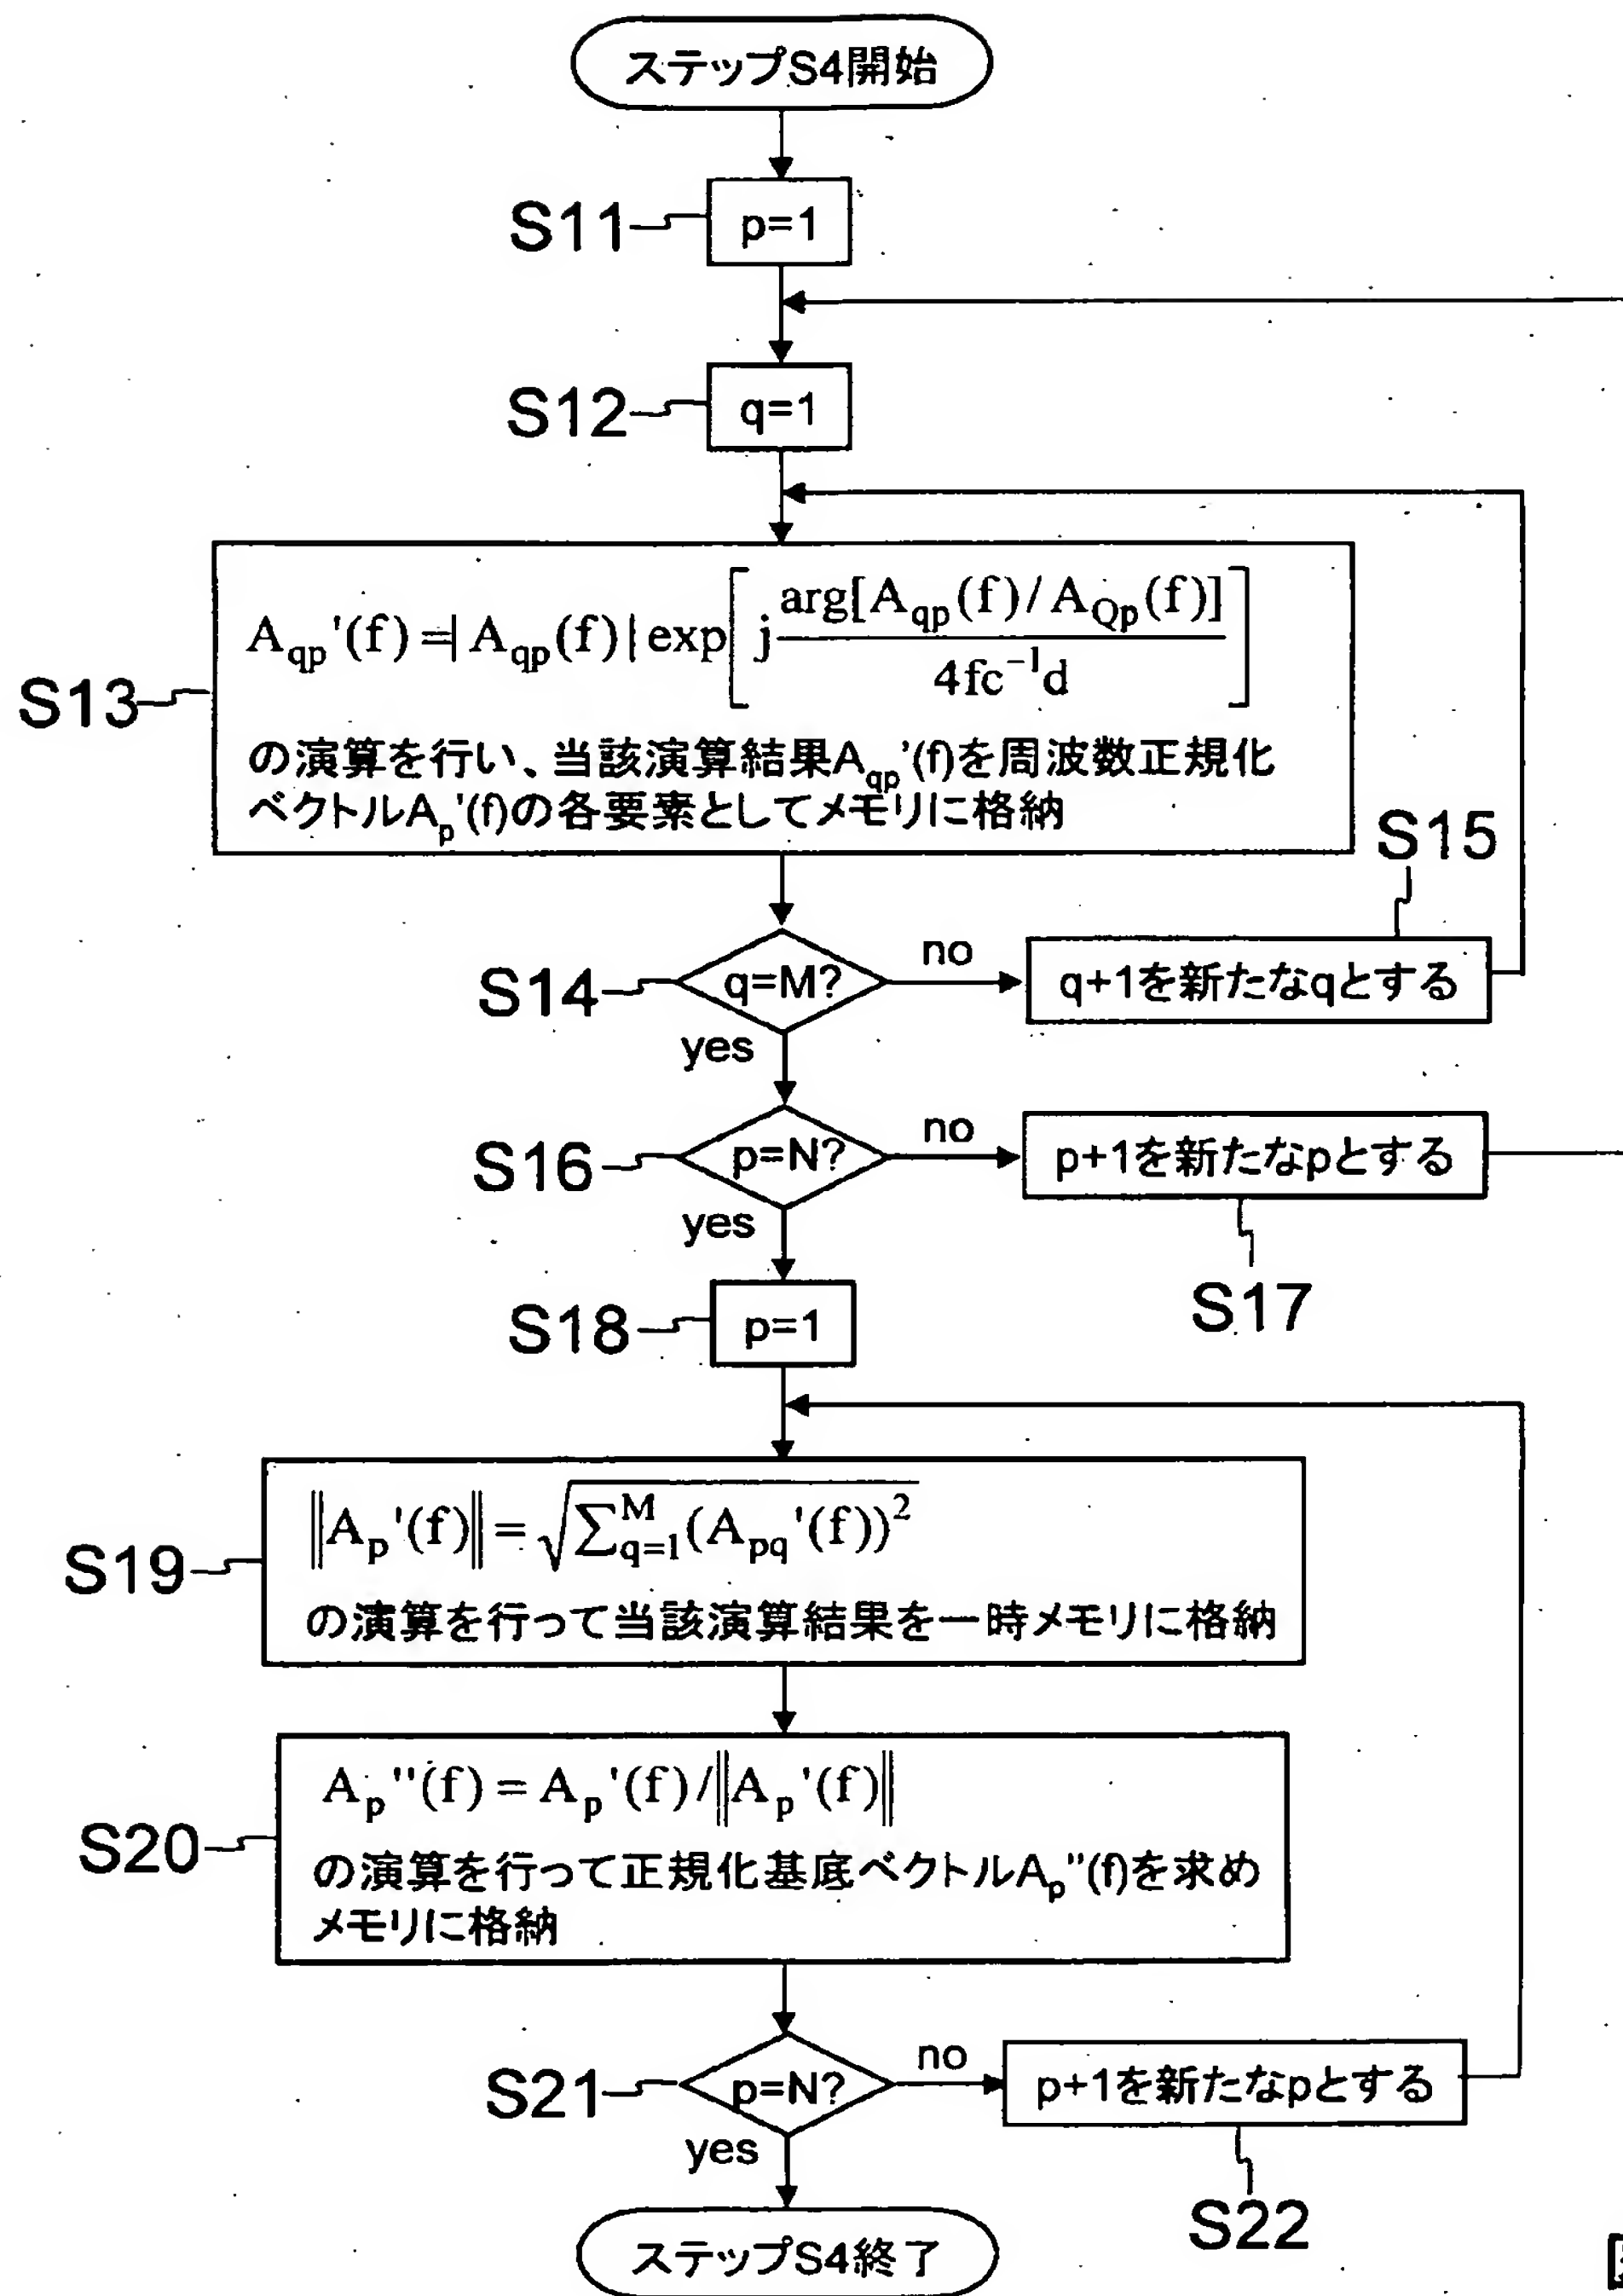 ステップS4開始
S11
p=1
S12
q=1
S13
A_qp'(f) =| A_qp(f) | exp[ j arg[A_qp(f) / A_Qp(f)] / 4fc^-1d ]
の演算を行い、当該演算結果A_qp'(f)を周波数正規化
ベクトルA_p'(f)の各要素としてメモリに格納
S14
q=M?
no
S15
q+1を新たなqとする
yes
S16
p=N?
no
p+1を新たなpとする
S17
yes
S18
p=1
S19
‖A_p'(f)‖ = √∑_q=1^M (A_pq'(f))^2
の演算を行って当該演算結果を一時メモリに格納
S20
A_p''(f) = A_p'(f) / ‖A_p'(f)‖
の演算を行って正規化基底ベクトルA_p''(f)を求め
メモリに格納
S21
p=N?
no
p+1を新たなpとする
S22
yes
ステップS4終了